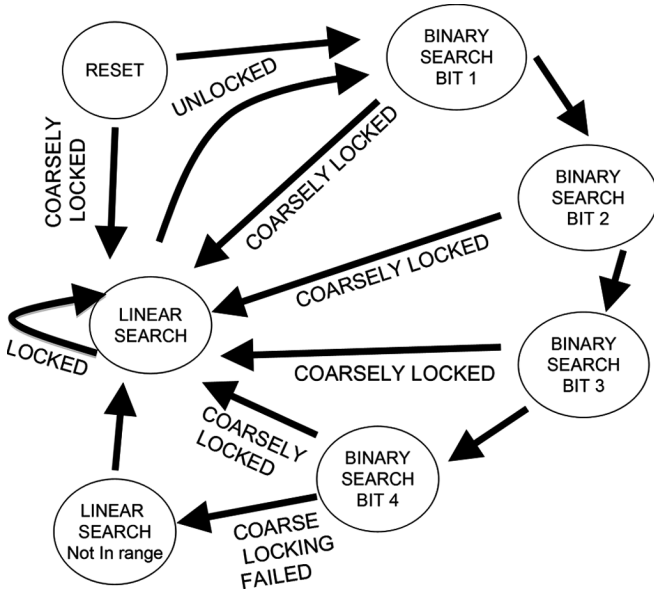 RESET
UNLOCKED
BINARY
SEARCH
BIT 1
COARSELY
LOCKED
COARSELY LOCKED
BINARY
SEARCH
BIT 2
COARSELY LOCKED
LINEAR
SEARCH
LOCKED
BINARY
SEARCH
BIT 3
COARSELY LOCKED
COARSELY
LOCKED
BINARY
SEARCH
BIT 4
LINEAR
SEARCH
Not In range
COARSE
LOCKING
FAILED